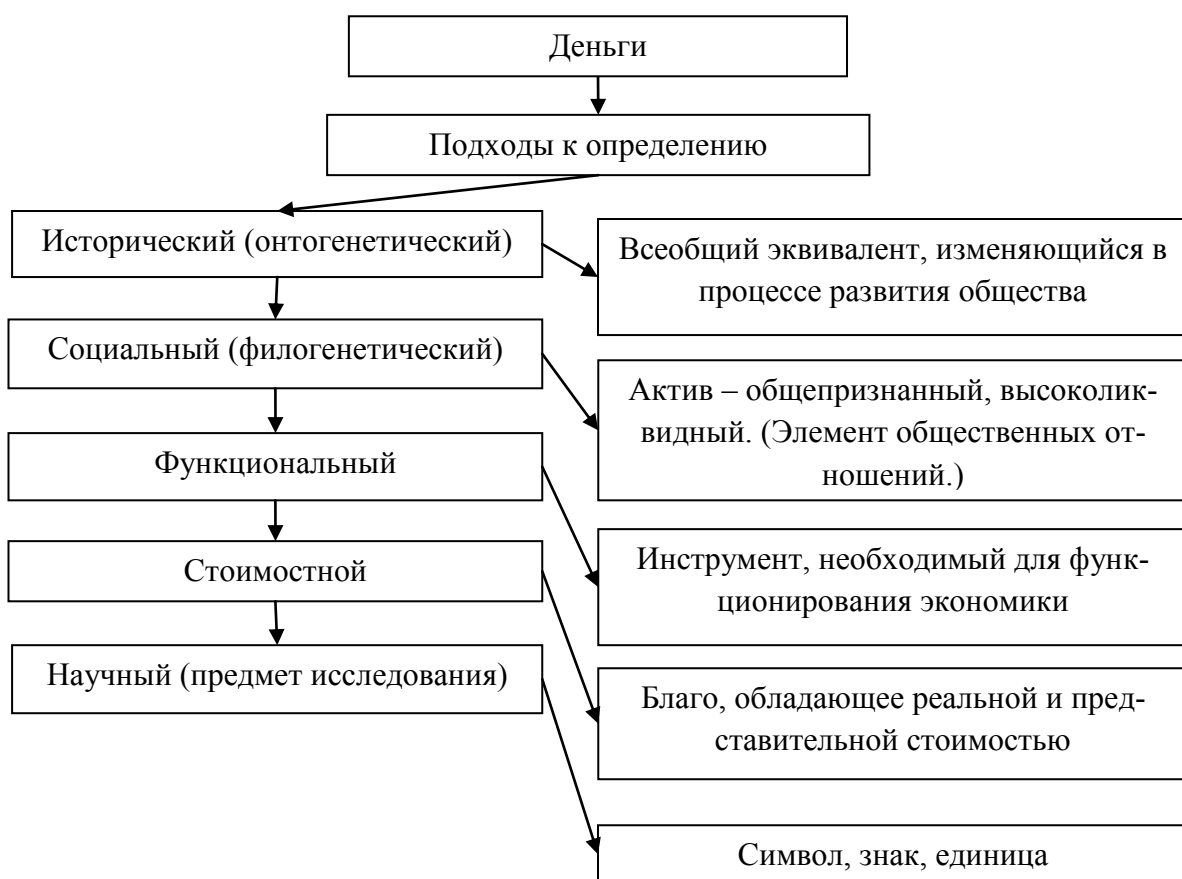 Деньги
Подходы к определению
Исторический (онтогенетический)
Всеобщий эквивалент, изменяющийся в
процессе развития общества
Социальный (филогенетический)
Актив – общепризнанный, высоколик-
видный. (Элемент общественных от-
ношений.)
Функциональный
Инструмент, необходимый для функ-
ционирования экономики
Стоимостной
Благо, обладающее реальной и пред-
ставительной стоимостью
Научный (предмет исследования)
Символ, знак, единица